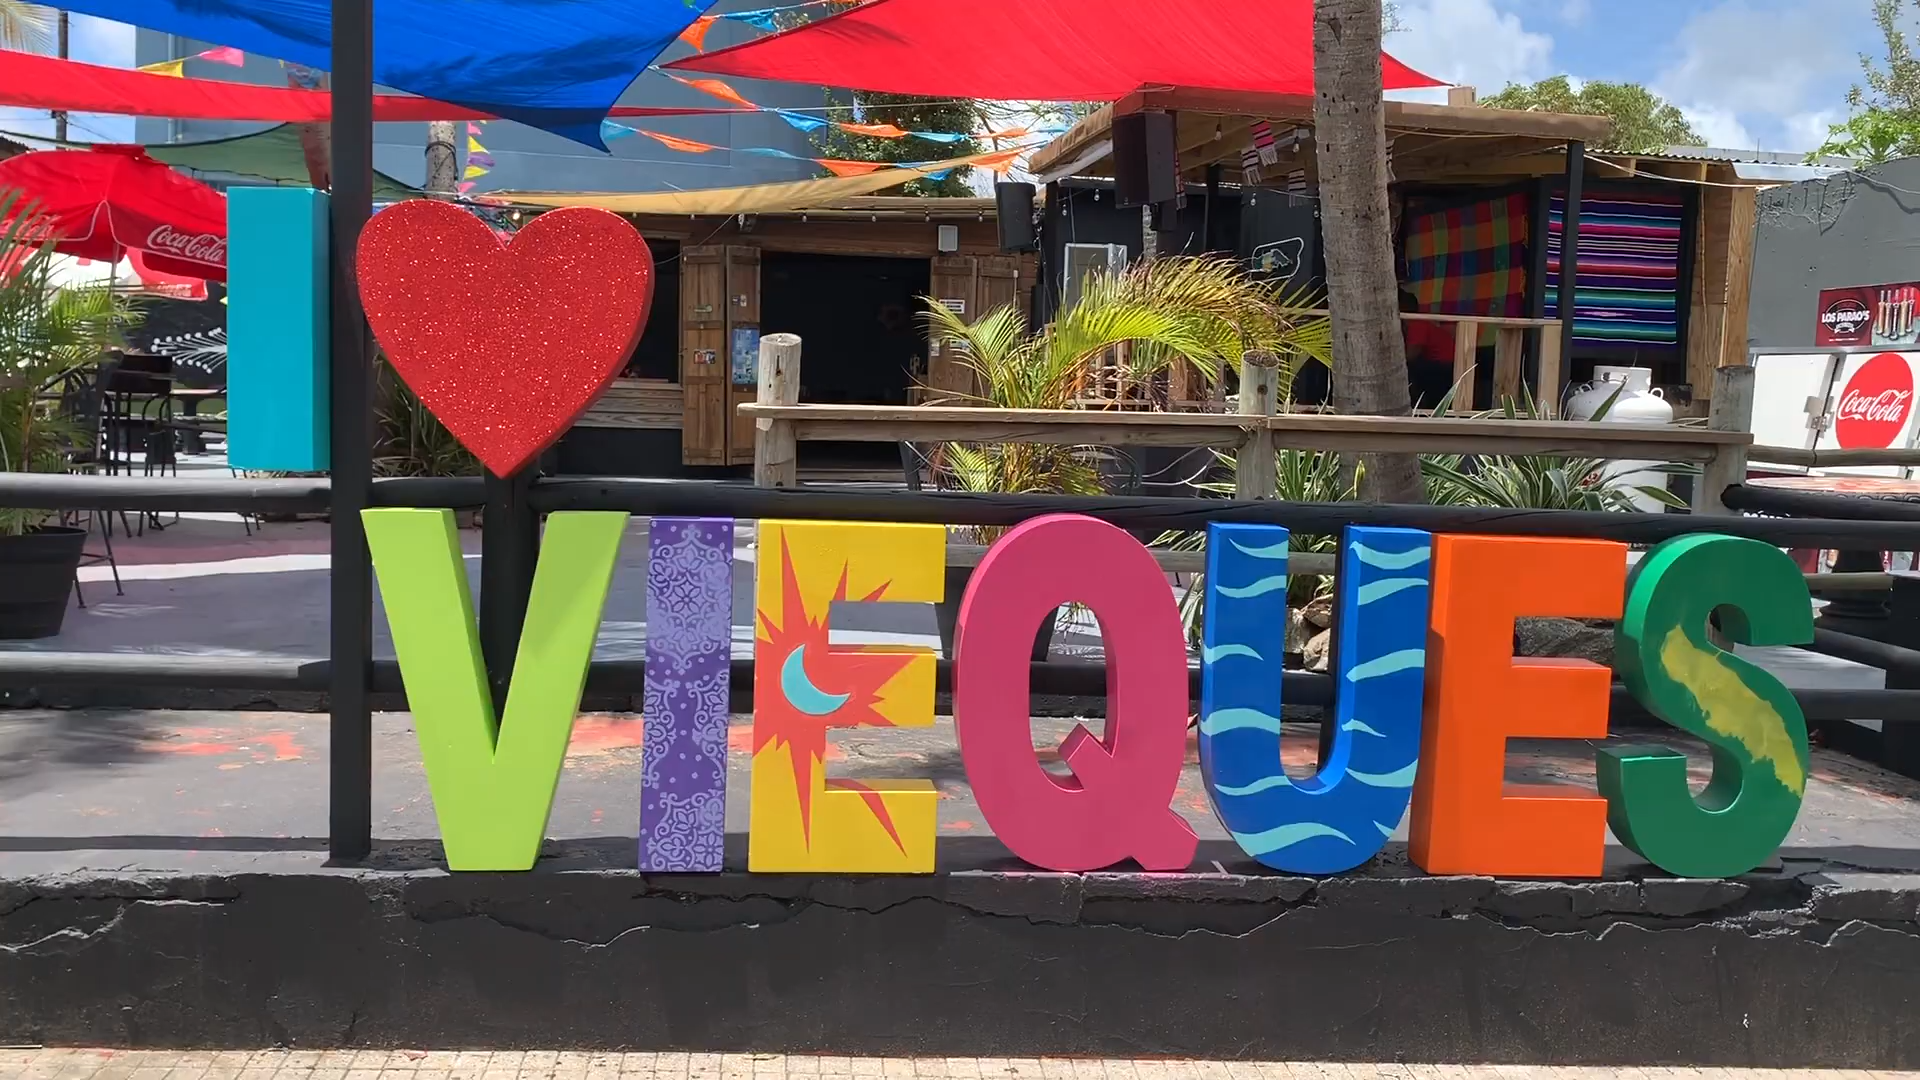 I
VIEQUES
Coca-Cola
LOS PARAO'S
Coca-Cola